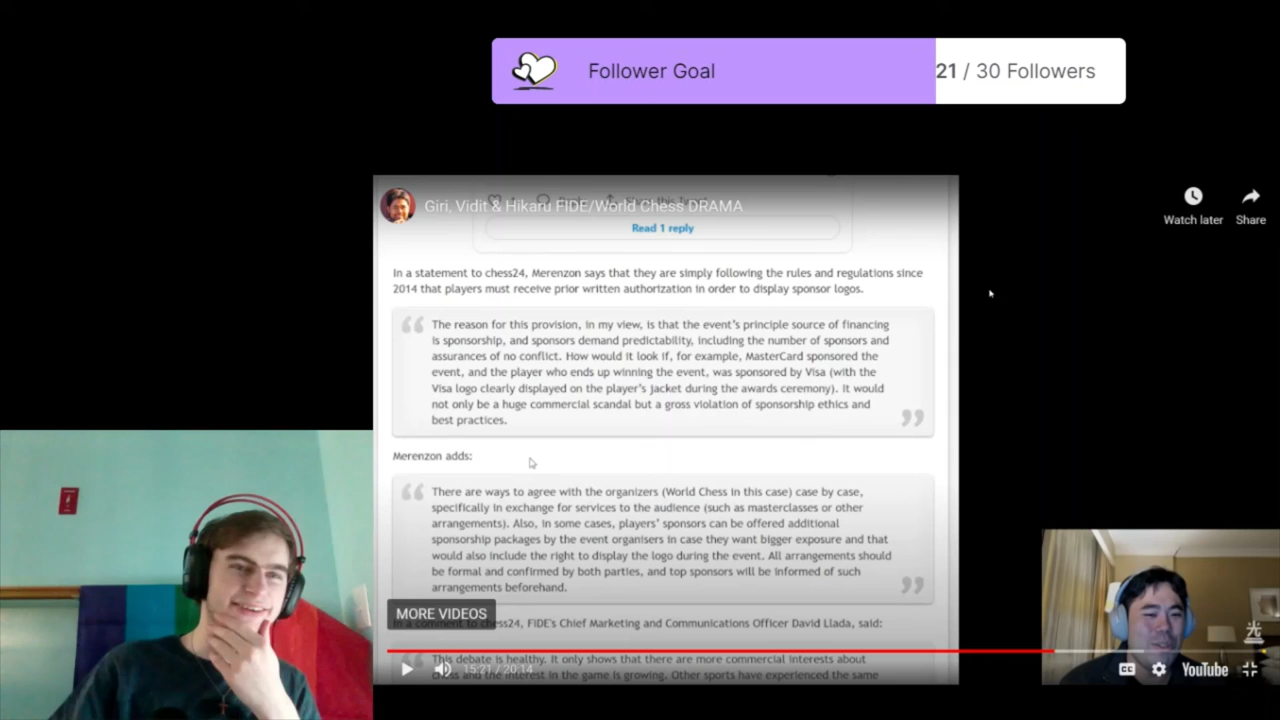 Follower Goal
21 / 30 Followers
Giri, Vidit & Hikaru FIDE/World Chess DRAMA
Watch later
Share
Read 1 reply
In a statement to chess24, Merenzon says that they are simply following the rules and regulations since
2014 that players must receive prior written authorization in order to display sponsor logos.
The reason for this provision, in my view, is that the event's principle source of financing
is sponsorship, and sponsors demand predictability, including the number of sponsors and
assurances of no conflict. How would it look if, for example, MasterCard sponsored the
event, and the player who ends up winning the event, was sponsored by Visa (with the
Visa logo clearly displayed on the player's jacket during the awards ceremony). It would
not only be a huge commercial scandal but a gross violation of sponsorship ethics and
best practices.
Merenzon adds:
There are ways to agree with the organizers (World Chess in this case) case by case,
specifically in exchange for services to the audience (such as masterclasses or other
arrangements). Also, in some cases, players' sponsors can be offered additional
sponsorship packages by the event organisers in case they want bigger exposure and that
would also include the right to display the logo during the event. All arrangements should
be formal and confirmed by both parties, and top sponsors will be informed of such
arrangements beforehand.
MORE VIDEOS
In a comment to chess24, FIDE's Chief Marketing and Communications Officer David Llada, said:
This debate is healthy. It only shows that there are more commercial interests about
chess and the interest in the game is growing. Other sports have experienced the same
15:21 / 20:14
光
CC
YouTube